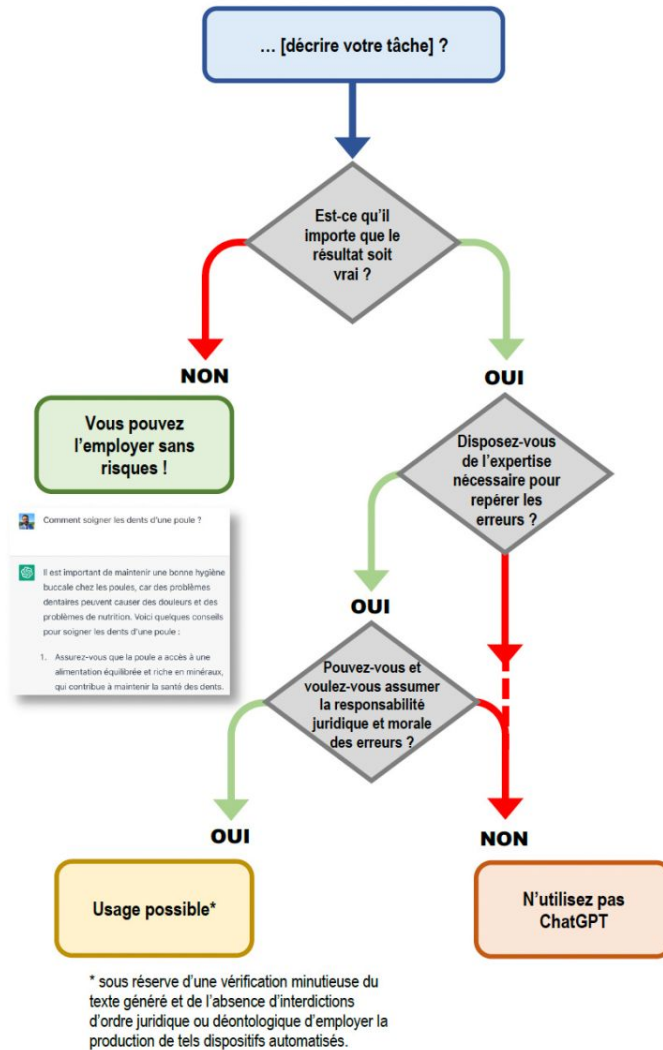 … [décrire votre tâche] ?
Est-ce qu'il
importe que le
résultat soit
vrai ?
NON
OUI
Vous pouvez
l'employer sans
risques !
Disposez-vous
de l'expertise
nécessaire pour
repérer les
erreurs ?
Comment soigner les dents d'une poule ?
Il est important de maintenir une bonne hygiène
buccale chez les poules, car des problèmes
dentaires peuvent causer des douleurs et des
problèmes de nutrition. Voici quelques conseils
pour soigner les dents d'une poule :
1. Assurez-vous que la poule a accès à une
alimentation équilibrée et riche en minéraux,
qui contribue à maintenir la santé des dents.
OUI
Pouvez-vous et
voulez-vous assumer
la responsabilité
juridique et morale
des erreurs ?
OUI
NON
Usage possible*
N'utilisez pas
ChatGPT
* sous réserve d'une vérification minutieuse du
texte généré et de l'absence d'interdictions
d'ordre juridique ou déontologique d'employer la
production de tels dispositifs automatisés.